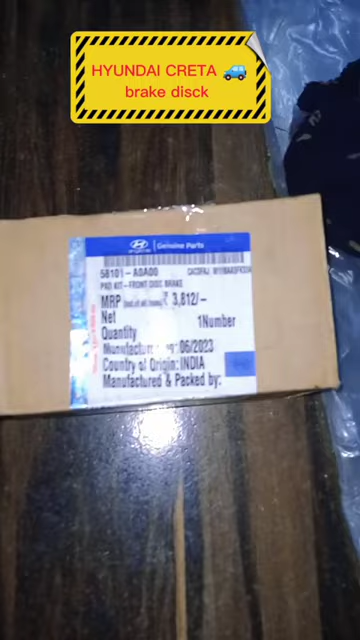 HYUNDAI CRETA 🚙
brake disck
Genuine Parts
58101 - A0A00
PAD KIT - FRONT DISC BRAKE
MRP ₹ 3,812/-
Net
Quantity
1Number
06/2023
Country of Origin: INDIA
Manufactured & Packed by: